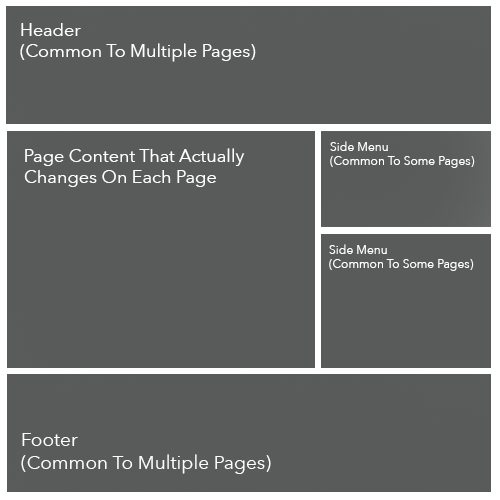 Header
(Common To Multiple Pages)
Page Content That Actually
Changes On Each Page
Side Menu
(Common To Some Pages)
Side Menu
(Common To Some Pages)
Footer
(Common To Multiple Pages)